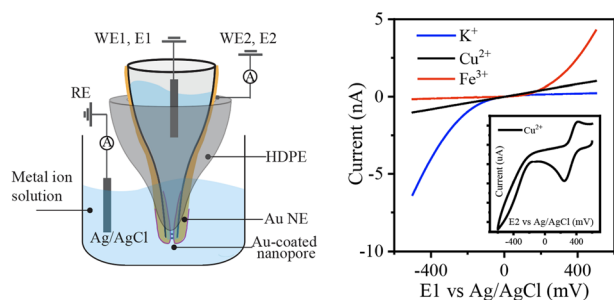 WE1, E1
WE2, E2
A
RE
A
HDPE
Metal ion
solution
Au NE
Ag/AgCl
Au-coated
nanopore
5
0
-5
-10
Current (nA)
K⁺
Cu²⁺
Fe³⁺
Cu²⁺
Current (uA)
E2 vs Ag/AgCl (mV)
-400
0
400
-400
0
400
E1 vs Ag/AgCl (mV)